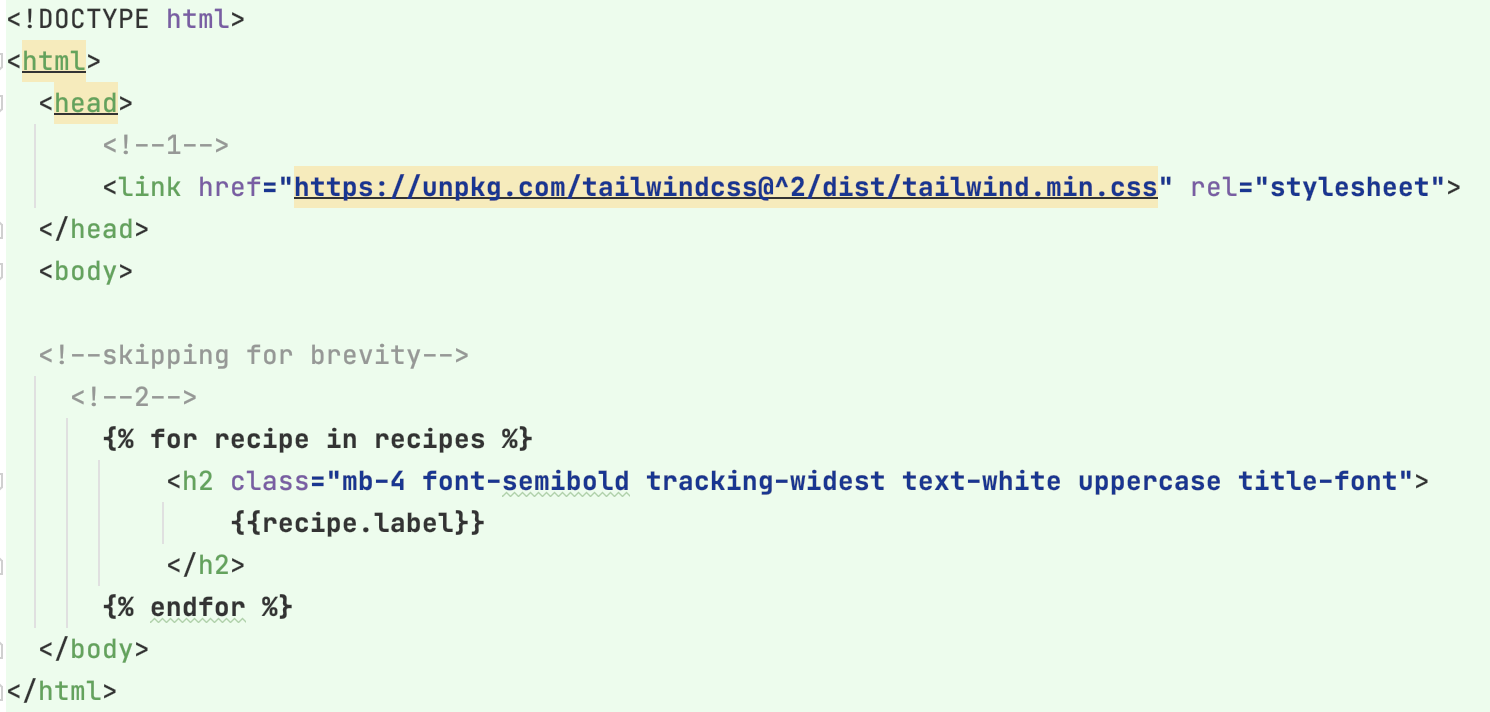 <!DOCTYPE html>
<html>
<head>
<!--1-->
<link href="https://unpkg.com/tailwindcss@^2/dist/tailwind.min.css" rel="stylesheet">
</head>
<body>
<!--skipping for brevity-->
<!--2-->
{% for recipe in recipes %}
<h2 class="mb-4 font-semibold tracking-widest text-white uppercase title-font">
{{recipe.label}}
</h2>
{% endfor %}
</body>
</html>